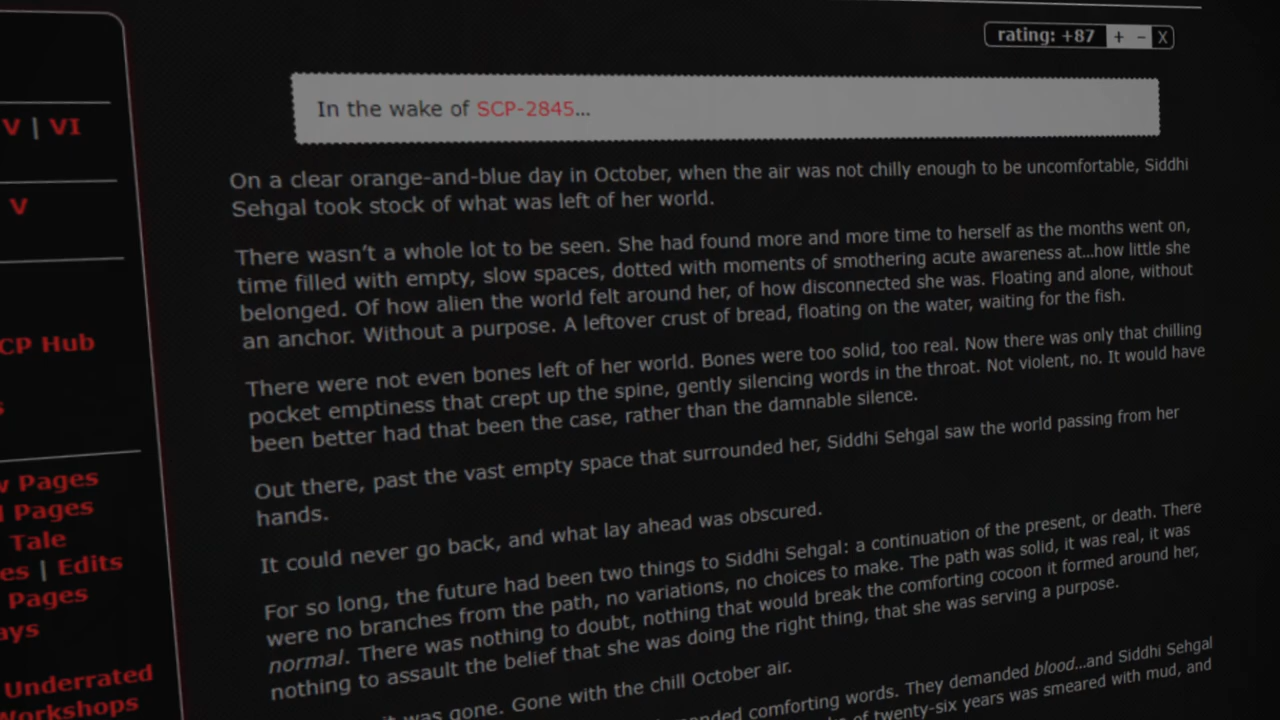 V | VI
V
CP Hub
s
w Pages
Pages
Tale
es | Edits
Pages
ays
Underrated
Workshops
rating: +87 + − X
In the wake of SCP-2845...
On a clear orange-and-blue day in October, when the air was not chilly enough to be uncomfortable, Siddhi
Sehgal took stock of what was left of her world.
There wasn't a whole lot to be seen. She had found more and more time to herself as the months went on,
time filled with empty, slow spaces, dotted with moments of smothering acute awareness at...how little she
belonged. Of how alien the world felt around her, of how disconnected she was. Floating and alone, without
an anchor. Without a purpose. A leftover crust of bread, floating on the water, waiting for the fish.
There were not even bones left of her world. Bones were too solid, too real. Now there was only that chilling
pocket emptiness that crept up the spine, gently silencing words in the throat. Not violent, no. It would have
been better had that been the case, rather than the damnable silence.
Out there, past the vast empty space that surrounded her, Siddhi Sehgal saw the world passing from her
hands.
It could never go back, and what lay ahead was obscured.
For so long, the future had been two things to Siddhi Sehgal: a continuation of the present, or death. There
were no branches from the path, no variations, no choices to make. The path was solid, it was real, it was
normal. There was nothing to doubt, nothing that would break the comforting cocoon it formed around her,
nothing to assault the belief that she was doing the right thing, that she was serving a purpose.
it was gone. Gone with the chill October air.
comforting words. They demanded blood...and Siddhi Sehgal
of twenty-six years was smeared with mud, and